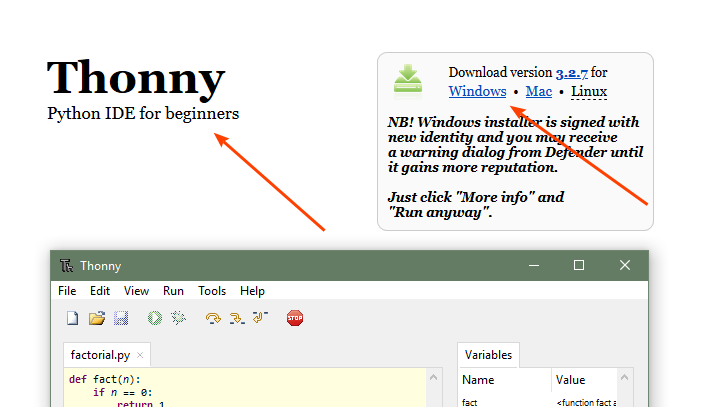 Thonny
Python IDE for beginners
Download version 3.2.7 for
Windows • Mac • Linux
NB! Windows installer is signed with
new identity and you may receive
a warning dialog from Defender until
it gains more reputation.
Just click "More info" and
"Run anyway".
Thonny
File Edit View Run Tools Help
STOP
factorial.py
Variables
def fact(n):
if n == 0:
return 1
Name Value
fact <function fact a